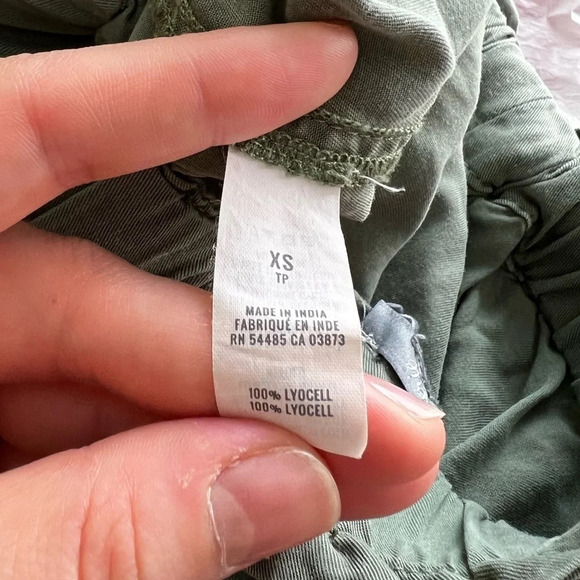 XS
TP
MADE IN INDIA
FABRIQUÉ EN INDE
RN 54485 CA 03873
100% LYOCELL
100% LYOCELL